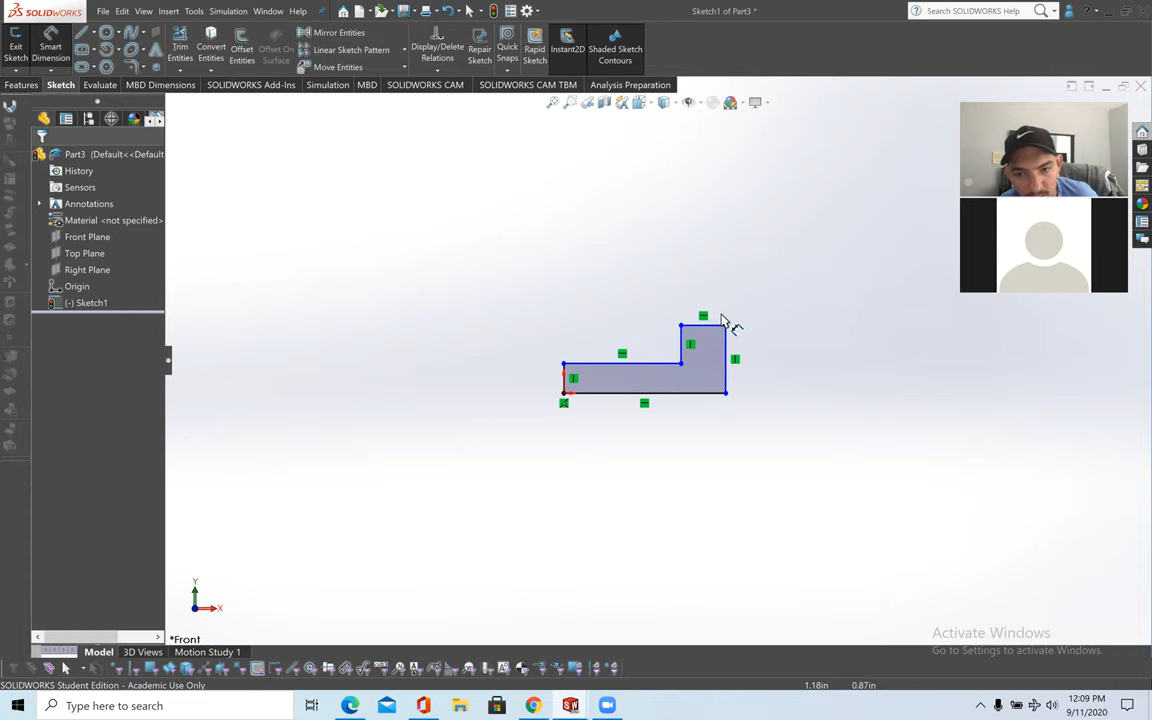 SOLIDWORKS
File Edit View Insert Tools Simulation Window Help
Sketch1 of Part3 *
Search SOLIDWORKS Help
Exit Sketch
Smart Dimension
Trim Entities
Convert Entities
Offset Entities
Offset On Surface
Mirror Entities
Linear Sketch Pattern
Move Entities
Display/Delete Relations
Repair Sketch
Quick Snaps
Rapid Sketch
Instant2D
Shaded Sketch Contours
Features Sketch Evaluate MBD Dimensions SOLIDWORKS Add-Ins Simulation MBD SOLIDWORKS CAM SOLIDWORKS CAM TBM Analysis Preparation
Part3 (Default<<Default
History
Sensors
Annotations
Material <not specified>
Front Plane
Top Plane
Right Plane
Origin
(-) Sketch1
Y
X
*Front
Activate Windows
Go to Settings to activate Windows.
Model 3D Views Motion Study 1
SOLIDWORKS Student Edition - Academic Use Only
1.18in 0.87in
Type here to search
12:09 PM
9/11/2020